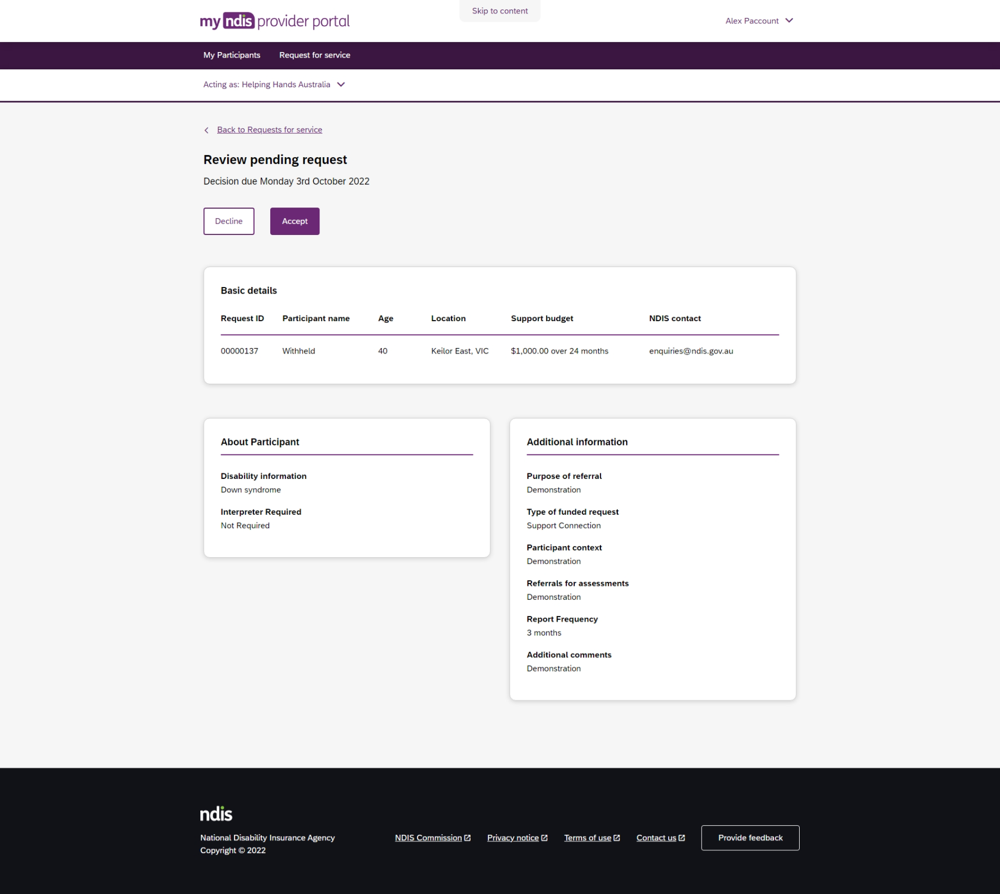 my ndis provider portal
Skip to content
Alex Paccount
My Participants
Request for service
Acting as: Helping Hands Australia
Back to Requests for service
Review pending request
Decision due Monday 3rd October 2022
Decline
Accept
Basic details
Request ID Participant name Age Location Support budget NDIS contact
00000137 Withheld 40 Keilor East, VIC $1,000.00 over 24 months enquiries@ndis.gov.au
About Participant
Disability information
Down syndrome
Interpreter Required
Not Required
Additional information
Purpose of referral
Demonstration
Type of funded request
Support Connection
Participant context
Demonstration
Referrals for assessments
Demonstration
Report Frequency
3 months
Additional comments
Demonstration
ndis
National Disability Insurance Agency
Copyright © 2022
NDIS Commission
Privacy notice
Terms of use
Contact us
Provide feedback